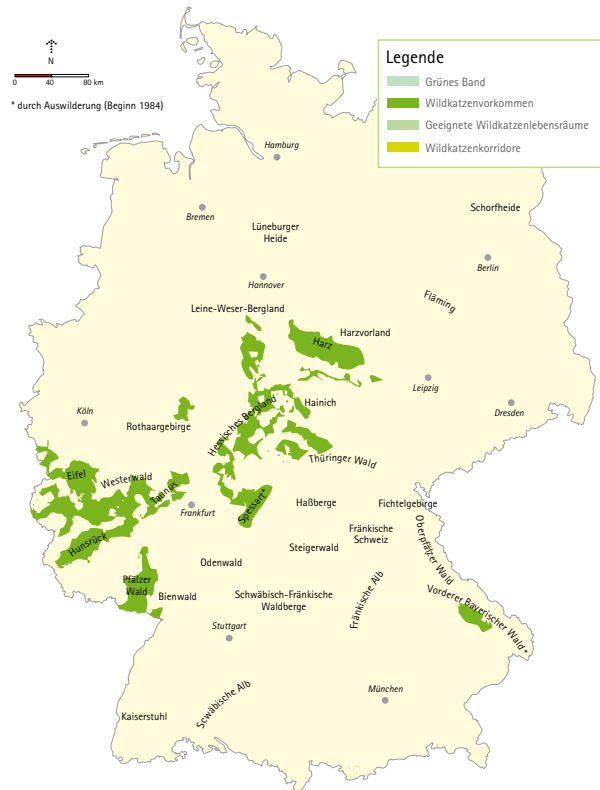 N
0 40 80 km
* durch Auswilderung (Beginn 1984)
Legende
Grünes Band
Wildkatzenvorkommen
Geeignete Wildkatzenlebensräume
Wildkatzenkorridore
Hamburg
Bremen
Schorfheide
Lüneburger
Heide
Berlin
Hannover
Fläming
Leine-Weser-Bergland
Harzvorland
Harz
Leipzig
Hainich
Dresden
Köln
Hessisches Bergland
Rothaargebirge
Thüringer Wald
Eifel
Westerwald
Taunus
Spessart*
Frankfurt
Haßberge
Fichtelgebirge
Fränkische
Schweiz
Oberpfälzer Wald
Hunsrück
Steigerwald
Odenwald
Pfälzer
Wald
Bienwald
Schwäbisch-Fränkische
Waldberge
Fränkische Alb
Vorderer Bayerischer Wald*
Stuttgart
München
Scwäbische Alb
Kaiserstuhl